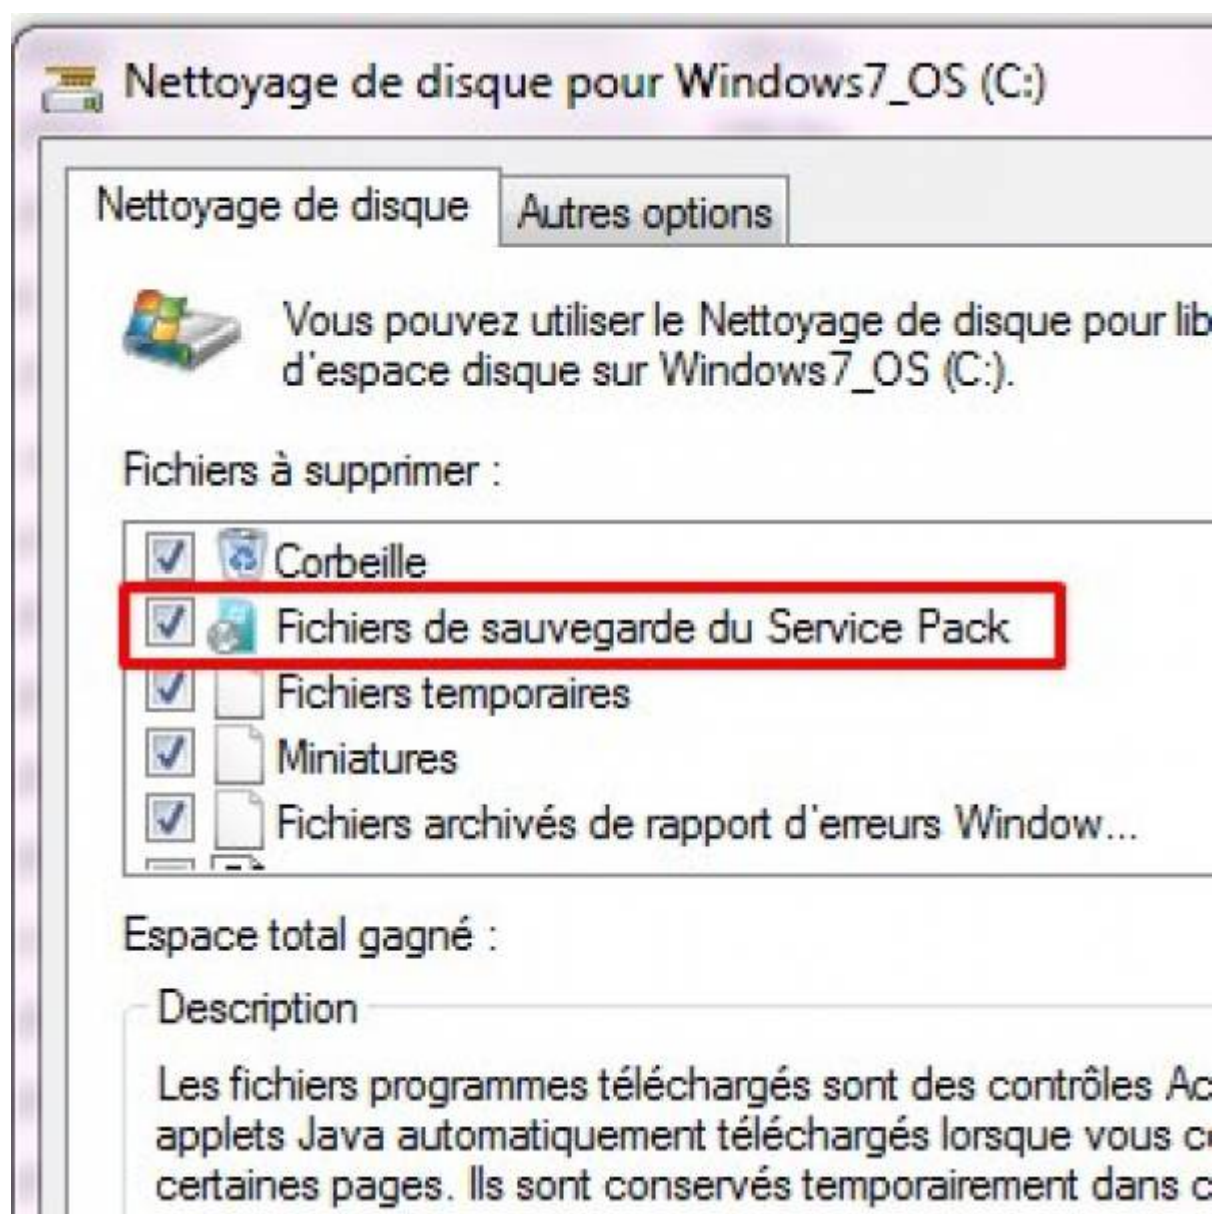 Nettoyage de disque pour Windows7_OS (C:)
Nettoyage de disque
Autres options
Vous pouvez utiliser le Nettoyage de disque pour lib
d'espace disque sur Windows7_OS (C:).
Fichiers à supprimer :
Corbeille
Fichiers de sauvegarde du Service Pack
Fichiers temporaires
Miniatures
Fichiers archivés de rapport d'erreurs Window...
Espace total gagné :
Description
Les fichiers programmes téléchargés sont des contrôles Ac
applets Java automatiquement téléchargés lorsque vous c
certaines pages. Ils sont conservés temporairement dans c